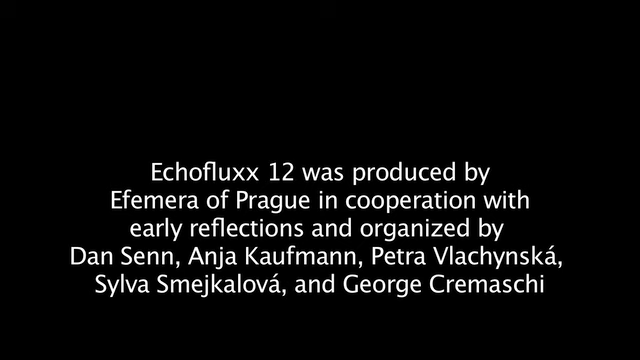 Echofluxx 12 was produced by
Efemera of Prague in cooperation with
early reflections and organized by
Dan Senn, Anja Kaufmann, Petra Vlachynská,
Sylva Smejkalová, and George Cremaschi